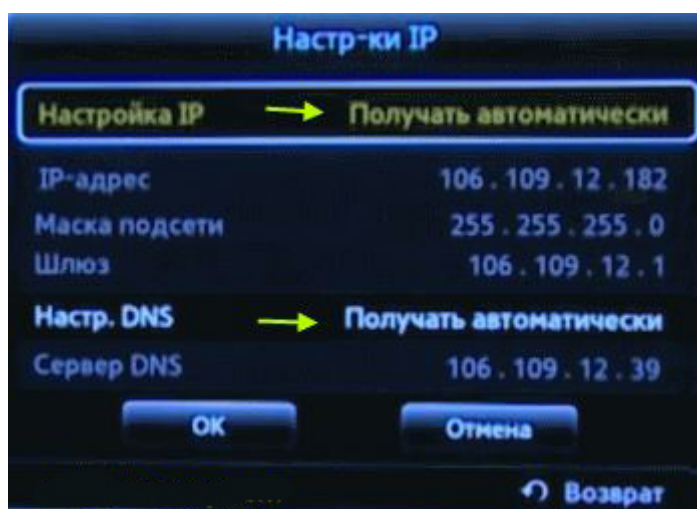 Настр-ки IP
Настройка IP Получать автоматически
IP-адрес 106 . 109 . 12 . 182
Маска подсети 255 . 255 . 255 . 0
Шлюз 106 . 109 . 12 . 1
Настр. DNS Получать автоматически
Сервер DNS 106 . 109 . 12 . 39
OK Отмена
Возврат